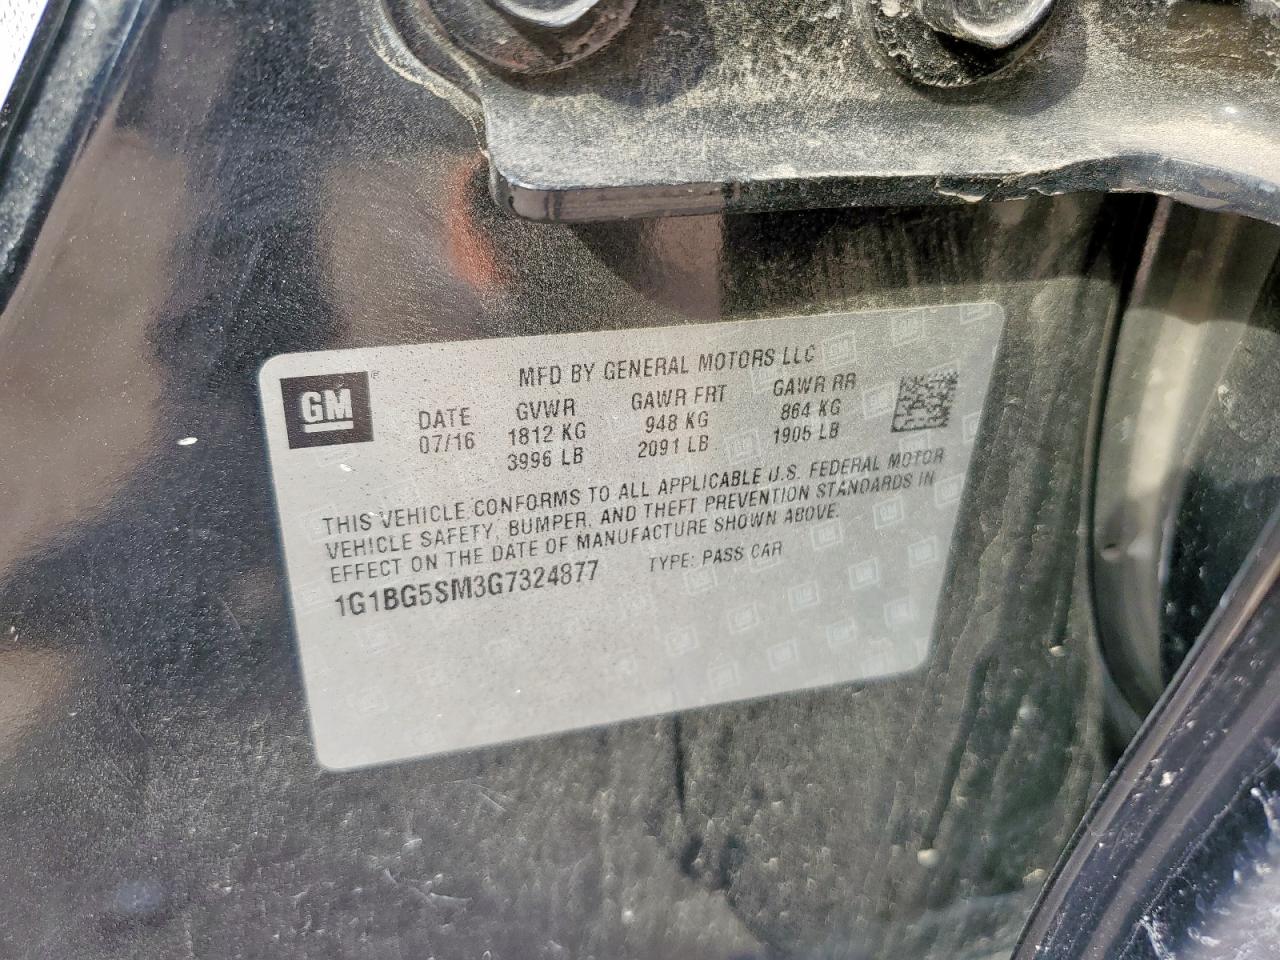 GM
MFD BY GENERAL MOTORS LLC
DATE GVWR GAWR FRT GAWR RR
07/16 1812 KG 948 KG 864 KG
3996 LB 2091 LB 1905 LB
THIS VEHICLE CONFORMS TO ALL APPLICABLE U.S. FEDERAL MOTOR
VEHICLE SAFETY, BUMPER, AND THEFT PREVENTION STANDARDS IN
EFFECT ON THE DATE OF MANUFACTURE SHOWN ABOVE.
1G1BG5SM3G7324877 TYPE: PASS CAR